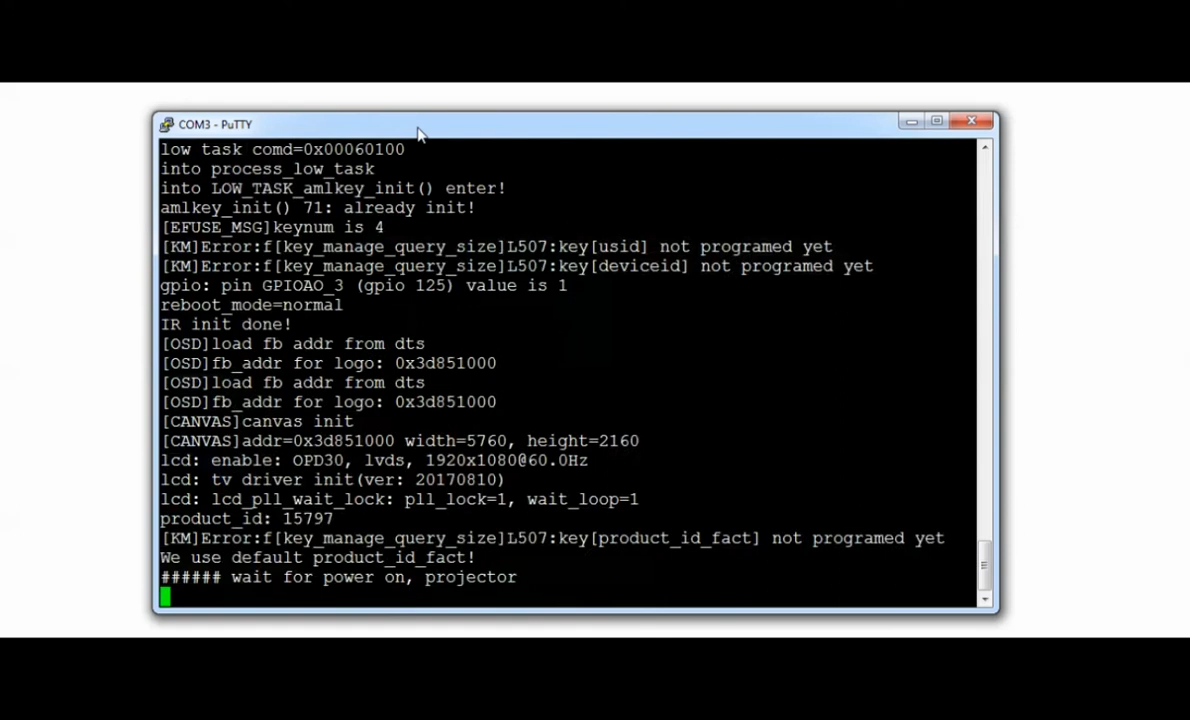 COM3 - PuTTY
low task comd=0x00060100
into process_low_task
into LOW_TASK_amlkey_init() enter!
amlkey_init() 71: already init!
[EFUSE_MSG]keynum is 4
[KM]Error:f[key_manage_query_size]L507:key[usid] not programed yet
[KM]Error:f[key_manage_query_size]L507:key[deviceid] not programed yet
gpio: pin GPIOAO_3 (gpio 125) value is 1
reboot_mode=normal
IR init done!
[OSD]load fb addr from dts
[OSD]fb_addr for logo: 0x3d851000
[OSD]load fb addr from dts
[OSD]fb_addr for logo: 0x3d851000
[CANVAS]canvas init
[CANVAS]addr=0x3d851000 width=5760, height=2160
lcd: enable: OPD30, lvds, 1920x1080@60.0Hz
lcd: tv driver init(ver: 20170810)
lcd: lcd_pll_wait_lock: pll_lock=1, wait_loop=1
product_id: 15797
[KM]Error:f[key_manage_query_size]L507:key[product_id_fact] not programed yet
We use default product_id_fact!
###### wait for power on, projector